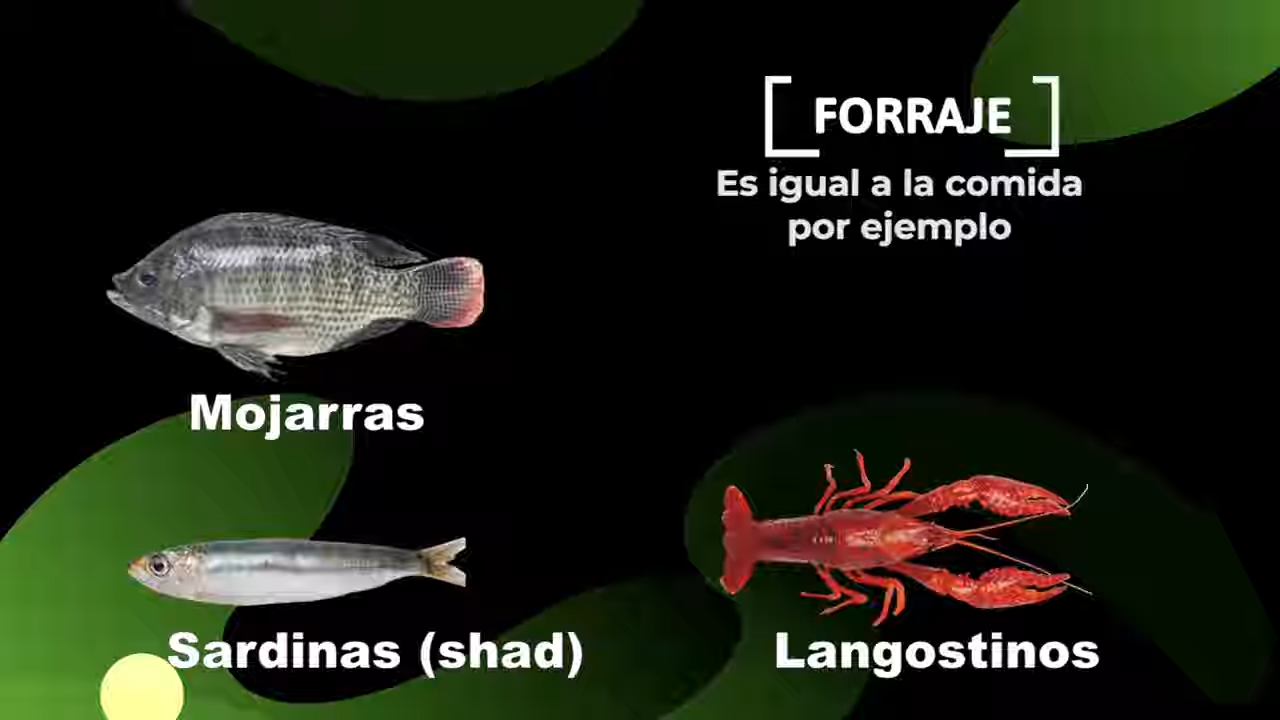 FORRAJE
Es igual a la comida
por ejemplo
Mojarras
Sardinas (shad)
Langostinos